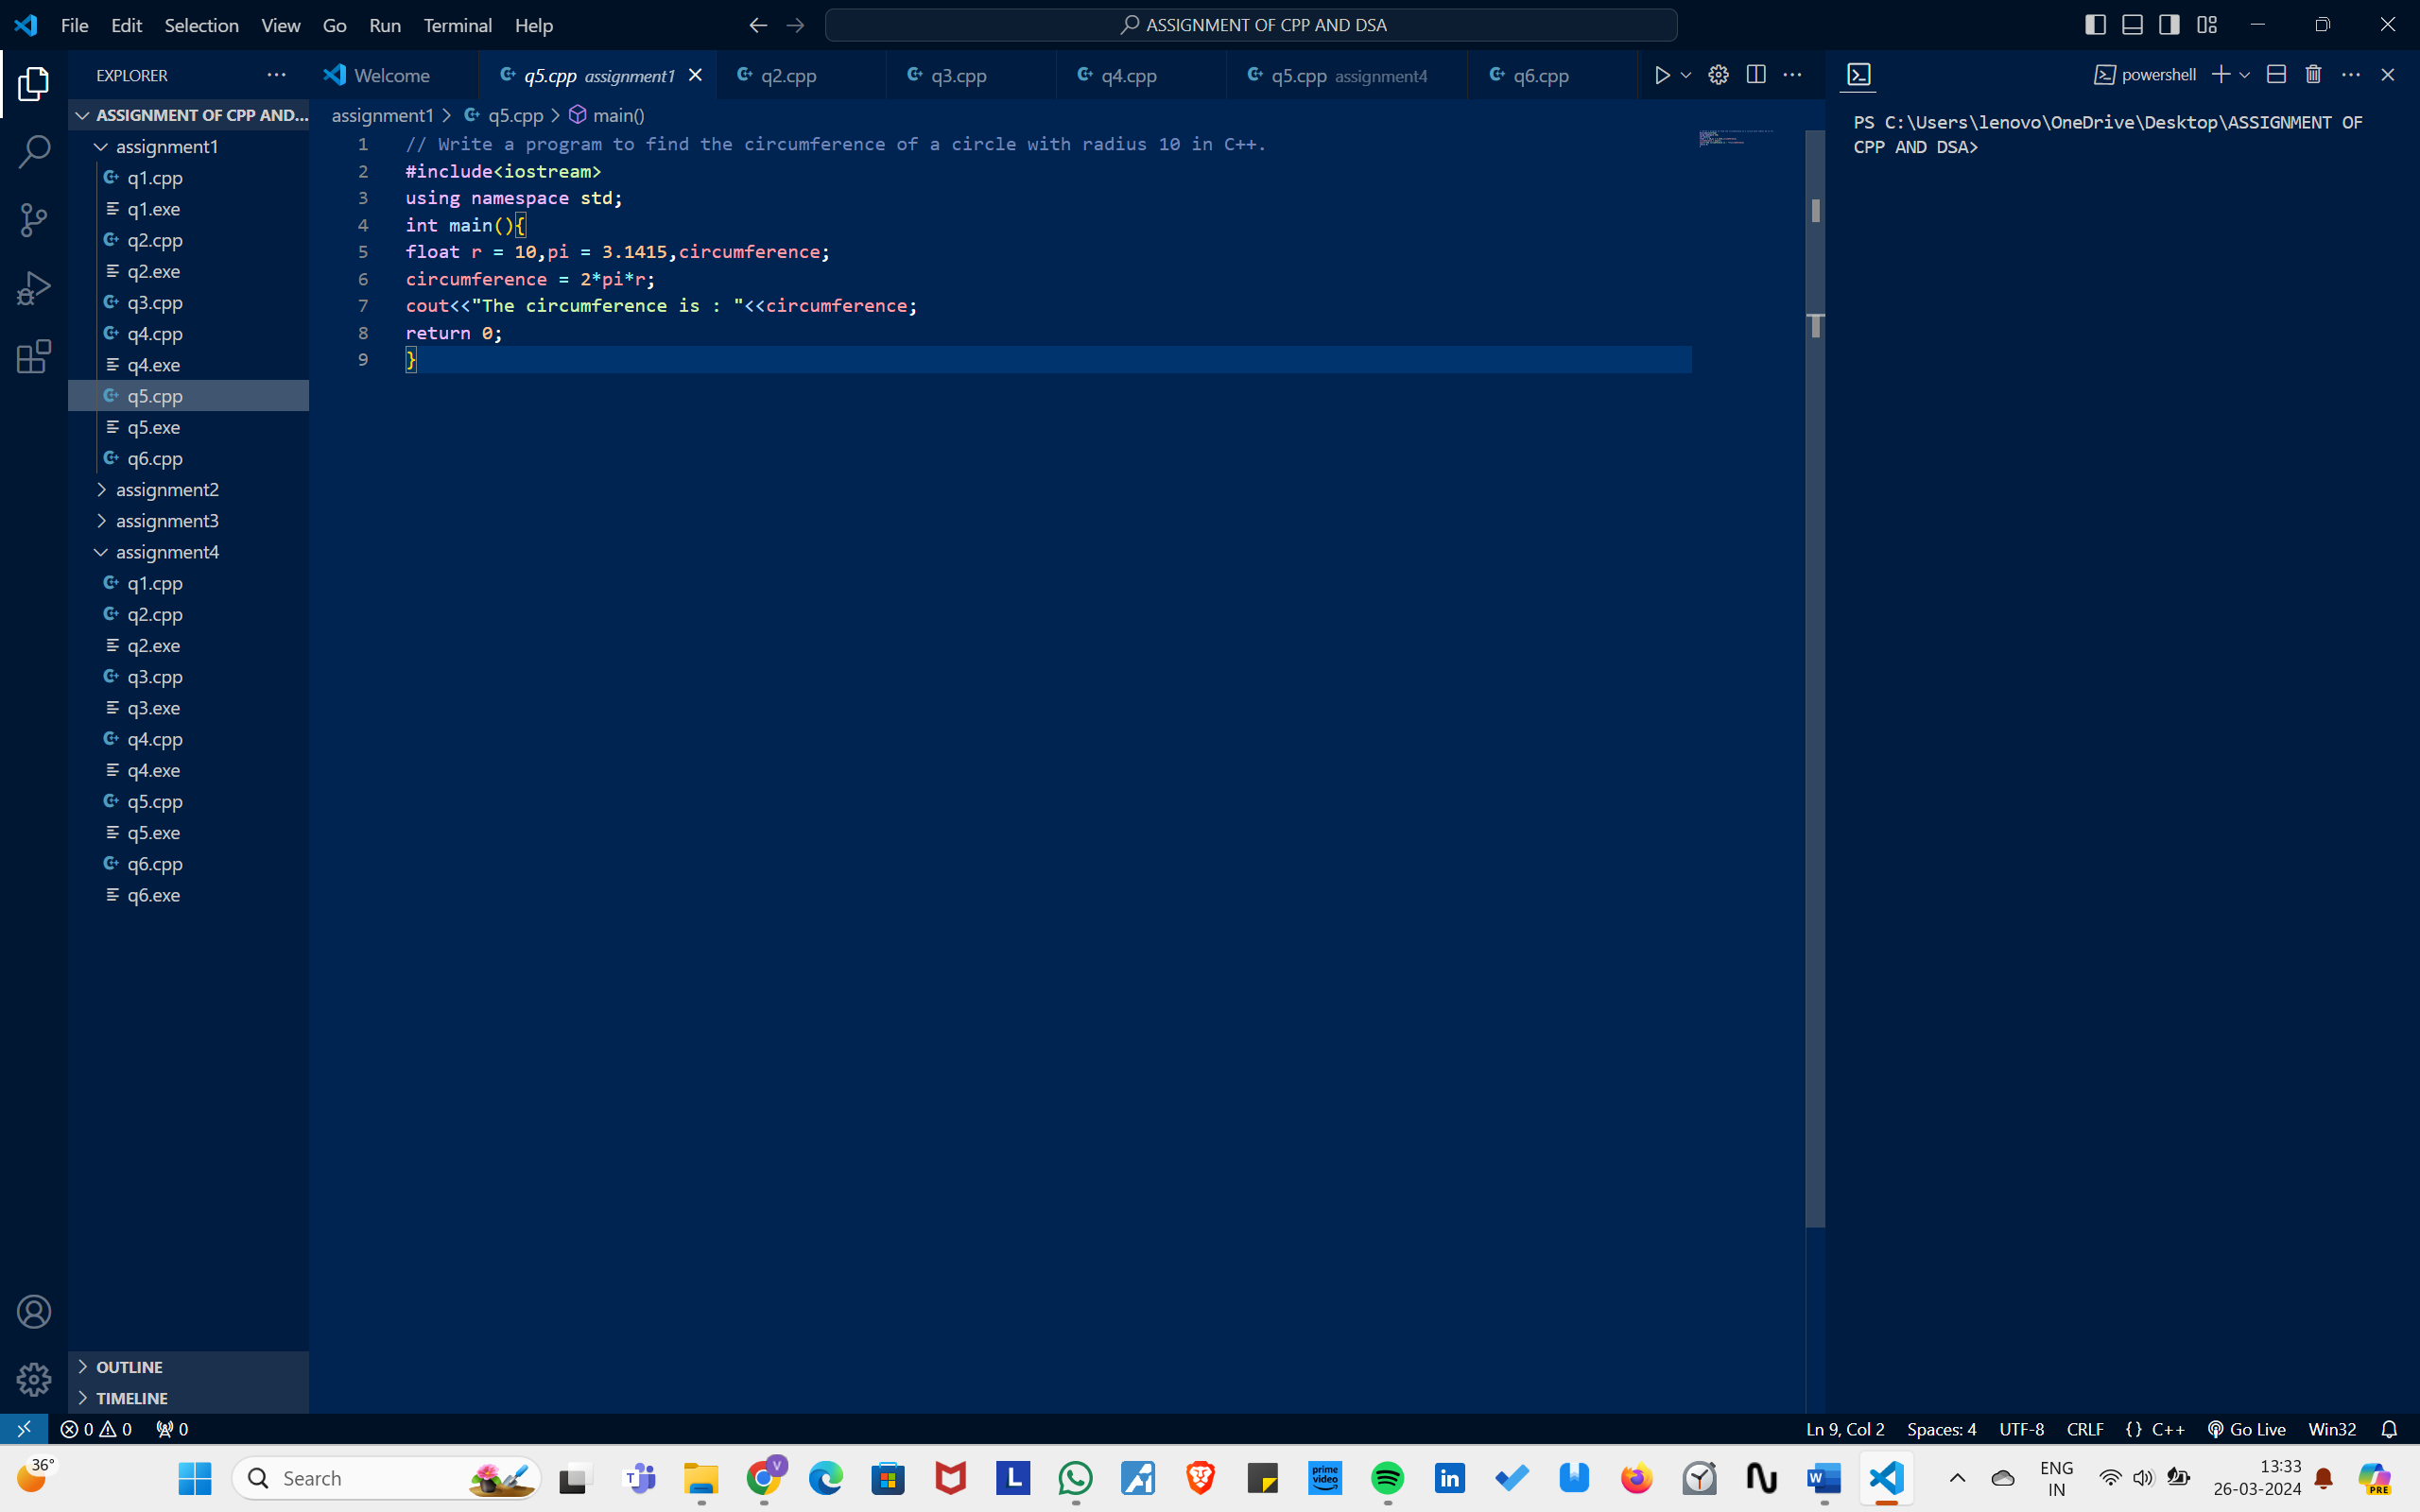 File Edit Selection View Go Run Terminal Help
ASSIGNMENT OF CPP AND DSA
EXPLORER
Welcome
q5.cpp assignment1
q2.cpp
q3.cpp
q4.cpp
q5.cpp assignment4
q6.cpp
powershell
ASSIGNMENT OF CPP AND...
assignment1
q1.cpp
q1.exe
q2.cpp
q2.exe
q3.cpp
q4.cpp
q4.exe
q5.cpp
q5.exe
q6.cpp
assignment2
assignment3
assignment4
q1.cpp
q2.cpp
q2.exe
q3.cpp
q3.exe
q4.cpp
q4.exe
q5.cpp
q5.exe
q6.cpp
q6.exe
OUTLINE
TIMELINE
assignment1 > q5.cpp > main()
1 // Write a program to find the circumference of a circle with radius 10 in C++.
2 #include<iostream>
3 using namespace std;
4 int main(){
5 float r = 10,pi = 3.1415,circumference;
6 circumference = 2*pi*r;
7 cout<<"The circumference is : "<<circumference;
8 return 0;
9 }
PS C:\Users\lenovo\OneDrive\Desktop\ASSIGNMENT OF
CPP AND DSA>
0 0 0
Ln 9, Col 2 Spaces: 4 UTF-8 CRLF {} C++ Go Live Win32
36°
Search
T
V
L
prime video
in
W
ENG
IN
13:33
26-03-2024
PRE